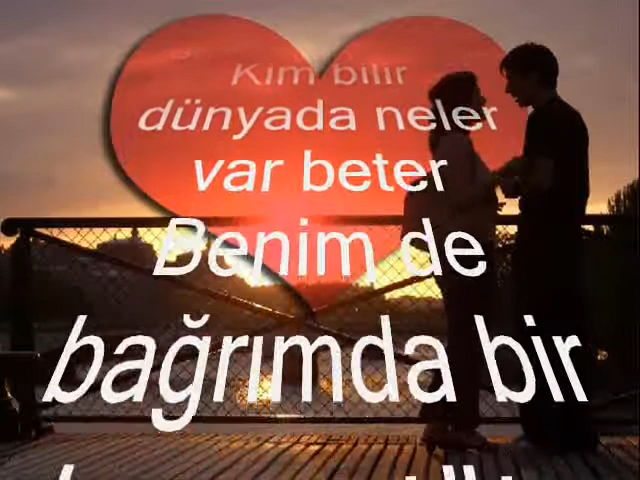 Kim bilir
dünyada neler
var beter
Benim de
bağrımda bir